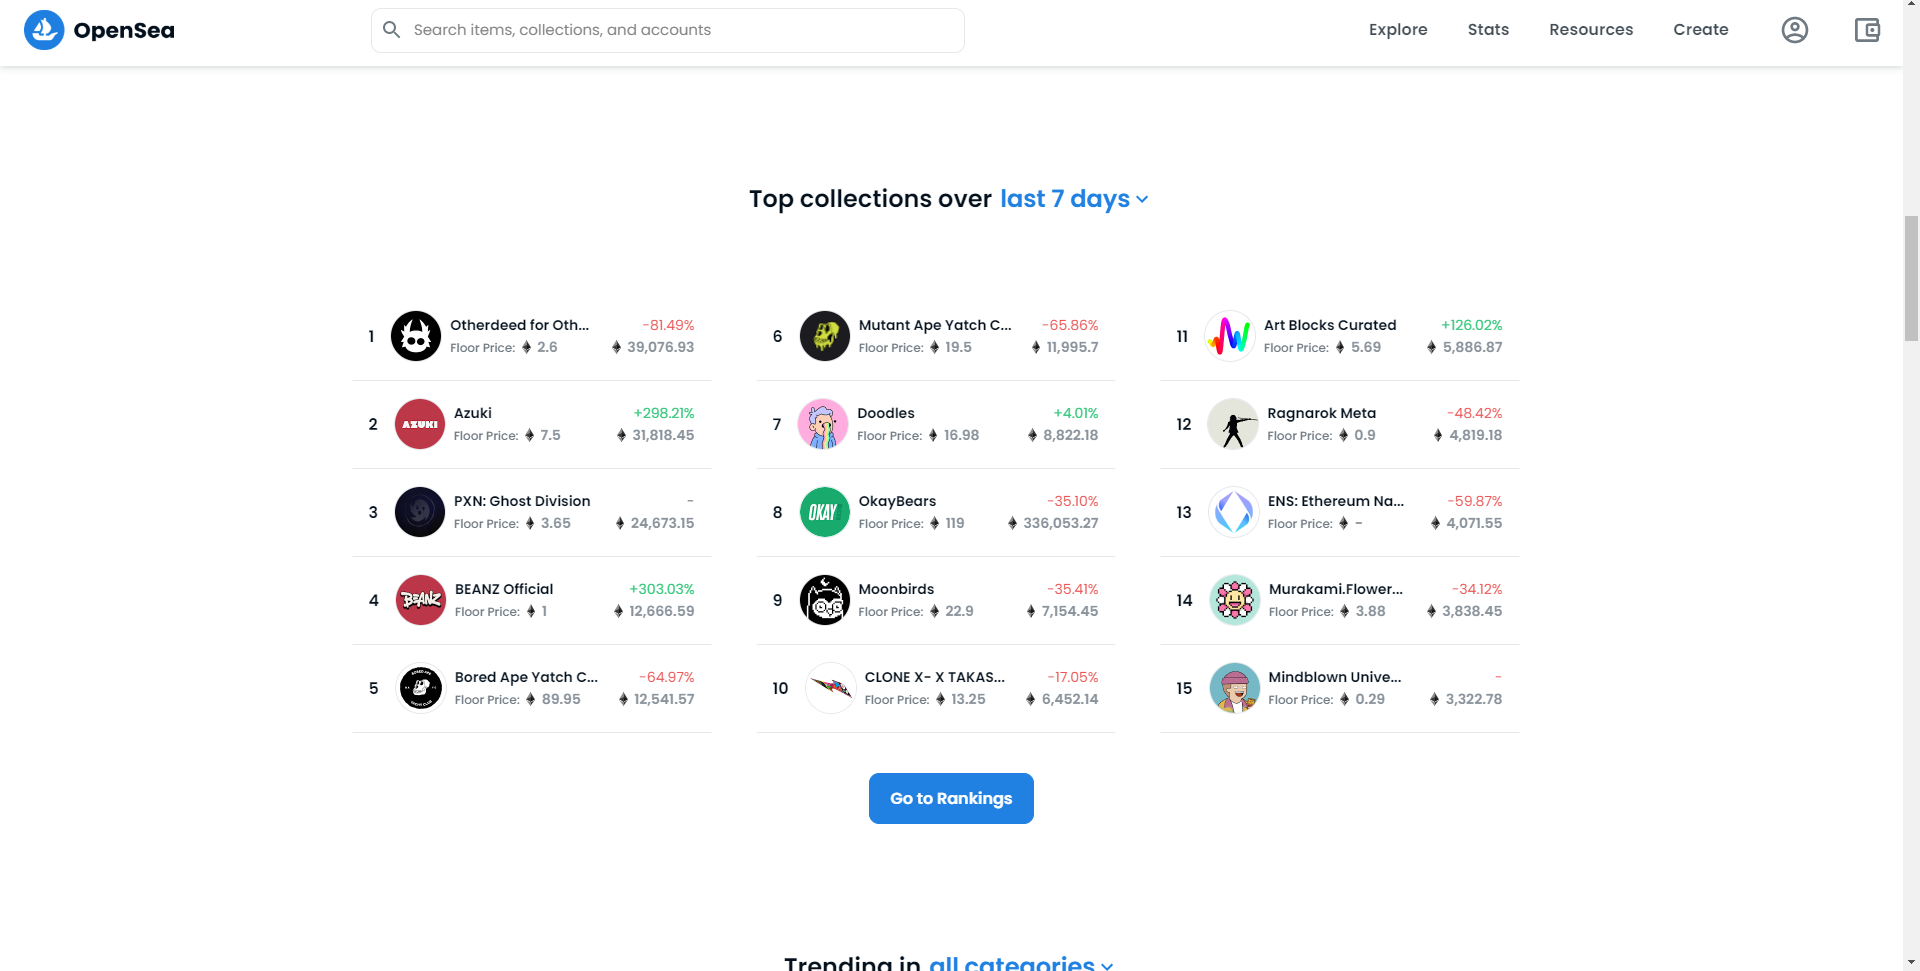 OpenSea
Search items, collections, and accounts
Explore
Stats
Resources
Create
Top collections over last 7 days
1
Otherdeed for Oth... -81.49%
Floor Price: 2.6 39,076.93
2
AZUKI
Azuki +298.21%
Floor Price: 7.5 31,818.45
3
PXN: Ghost Division -
Floor Price: 3.65 24,673.15
4
BEANZ
BEANZ Official +303.03%
Floor Price: 1 12,666.59
5
Bored Ape Yatch C... -64.97%
Floor Price: 89.95 12,541.57
6
Mutant Ape Yatch C... -65.86%
Floor Price: 19.5 11,995.7
7
Doodles +4.01%
Floor Price: 16.98 8,822.18
8
OKAY
OkayBears -35.10%
Floor Price: 119 336,053.27
9
Moonbirds -35.41%
Floor Price: 22.9 7,154.45
10
CLONE X- X TAKAS... -17.05%
Floor Price: 13.25 6,452.14
11
Art Blocks Curated +126.02%
Floor Price: 5.69 5,886.87
12
Ragnarok Meta -48.42%
Floor Price: 0.9 4,819.18
13
ENS: Ethereum Na... -59.87%
Floor Price: - 4,071.55
14
Murakami.Flower... -34.12%
Floor Price: 3.88 3,838.45
15
Mindblown Unive... -
Floor Price: 0.29 3,322.78
Go to Rankings
Trending in all categories